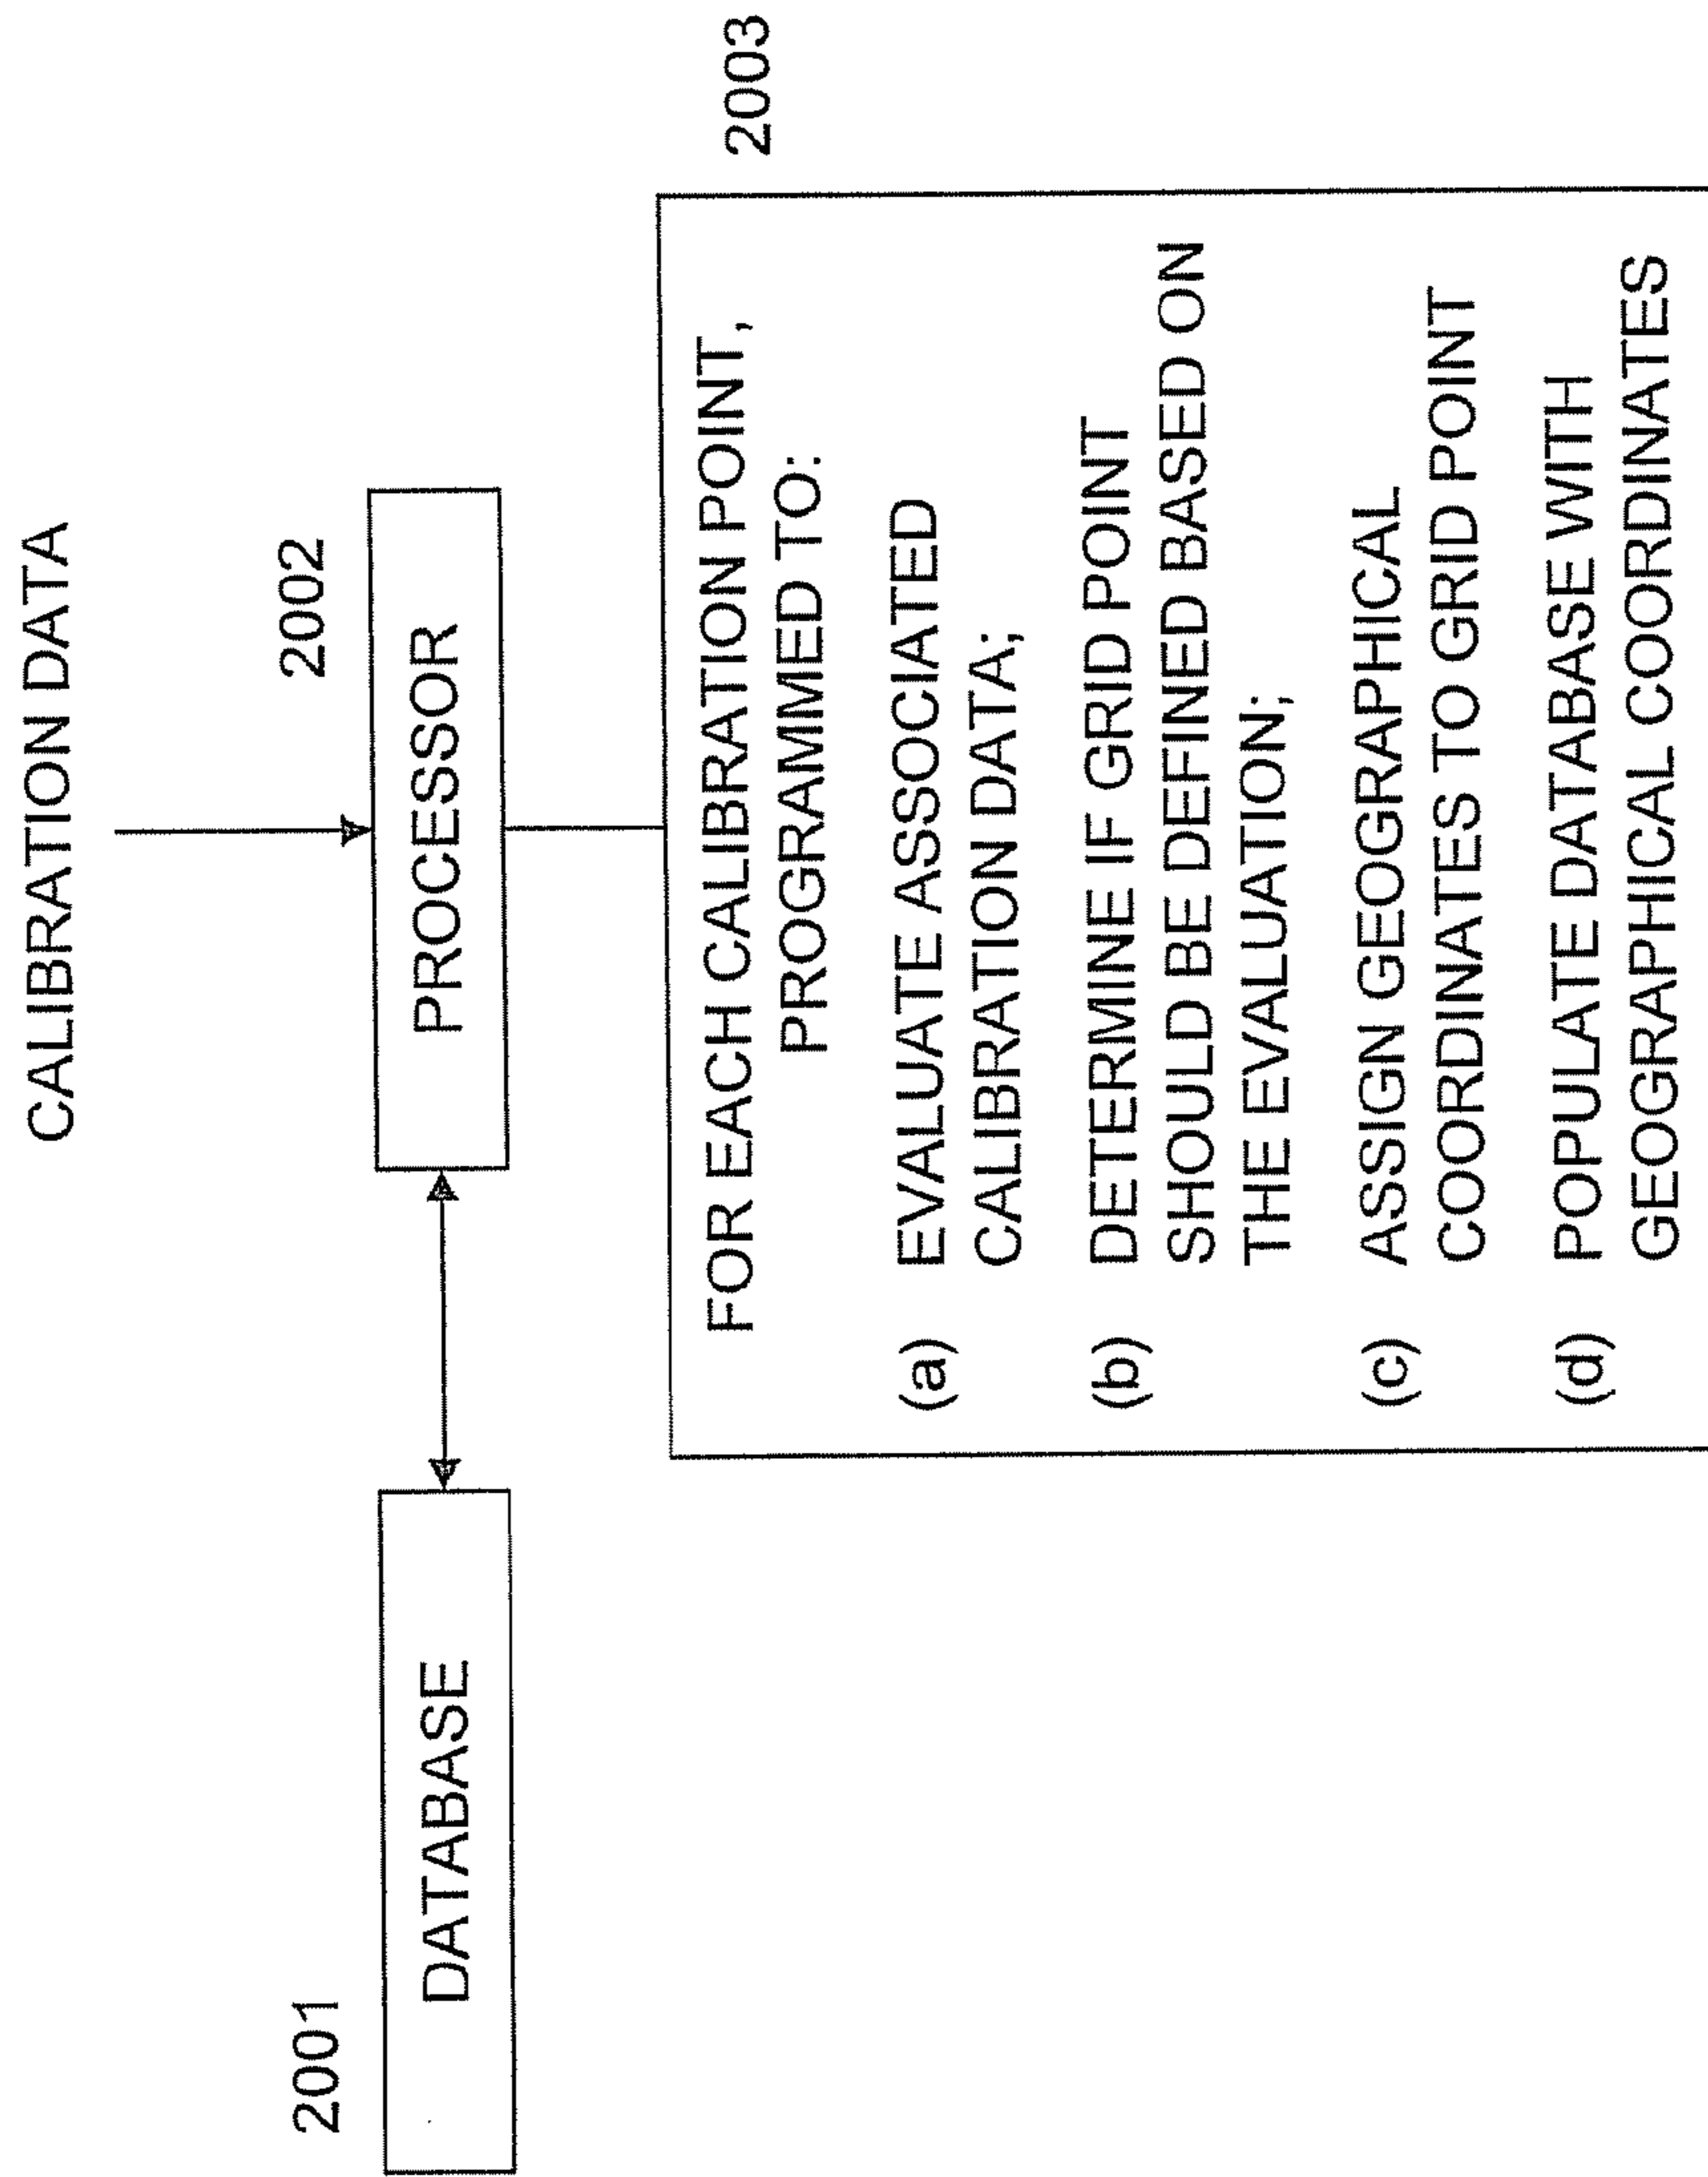 CALIBRATION DATA
2001
2002
DATABASE
PROCESSOR
2003
FOR EACH CALIBRATION POINT,
PROGRAMMED TO:
(a) EVALUATE ASSOCIATED
CALIBRATION DATA;
(b) DETERMINE IF GRID POINT
SHOULD BE DEFINED BASED ON
THE EVALUATION;
(c) ASSIGN GEOGRAPHICAL
COORDINATES TO GRID POINT
(d) POPULATE DATABASE WITH
GEOGRAPHICAL COORDINATES